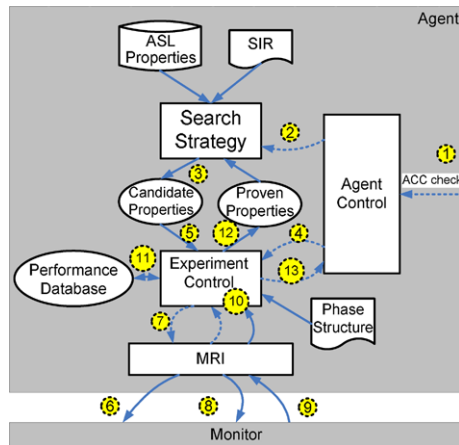 Agent
ASL
Properties
SIR
Search
Strategy
2
1
ACC check
3
Agent
Control
Candidate
Properties
Proven
Properties
5
12
4
11
Performance
Database
Experiment
Control
13
10
7
Phase
Structure
MRI
6
8
9
Monitor